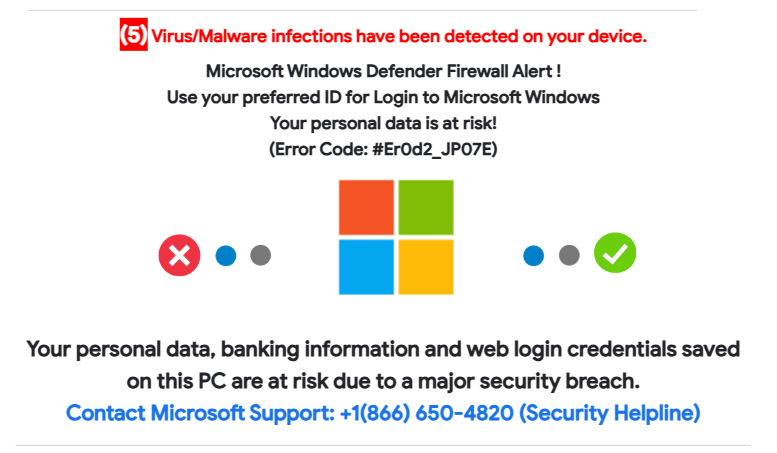 (5) Virus/Malware infections have been detected on your device.
Microsoft Windows Defender Firewall Alert !
Use your preferred ID for Login to Microsoft Windows
Your personal data is at risk!
(Error Code: #Er0d2_JP07E)
Your personal data, banking information and web login credentials saved
on this PC are at risk due to a major security breach.
Contact Microsoft Support: +1(866) 650-4820 (Security Helpline)